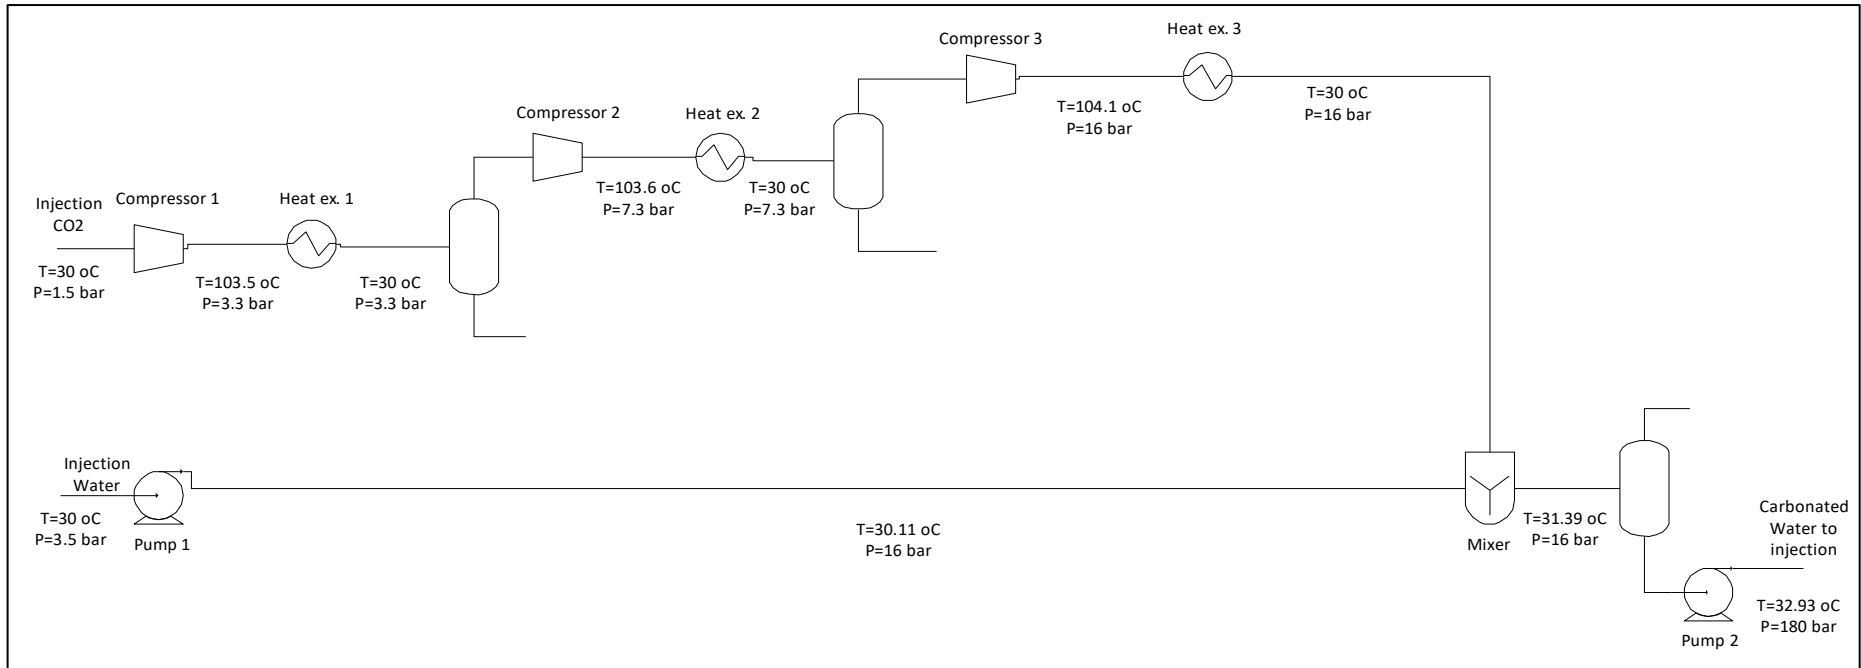 Compressor 3
Heat ex. 3
T=104.1 oC
P=16 bar
T=30 oC
P=16 bar
Compressor 2
Heat ex. 2
T=103.6 oC
P=7.3 bar
T=30 oC
P=7.3 bar
Injection
CO2
Compressor 1
Heat ex. 1
T=30 oC
P=1.5 bar
T=103.5 oC
P=3.3 bar
T=30 oC
P=3.3 bar
Injection
Water
T=30 oC
P=3.5 bar
Pump 1
T=30.11 oC
P=16 bar
Mixer
T=31.39 oC
P=16 bar
Carbonated
Water to
injection
T=32.93 oC
P=180 bar
Pump 2